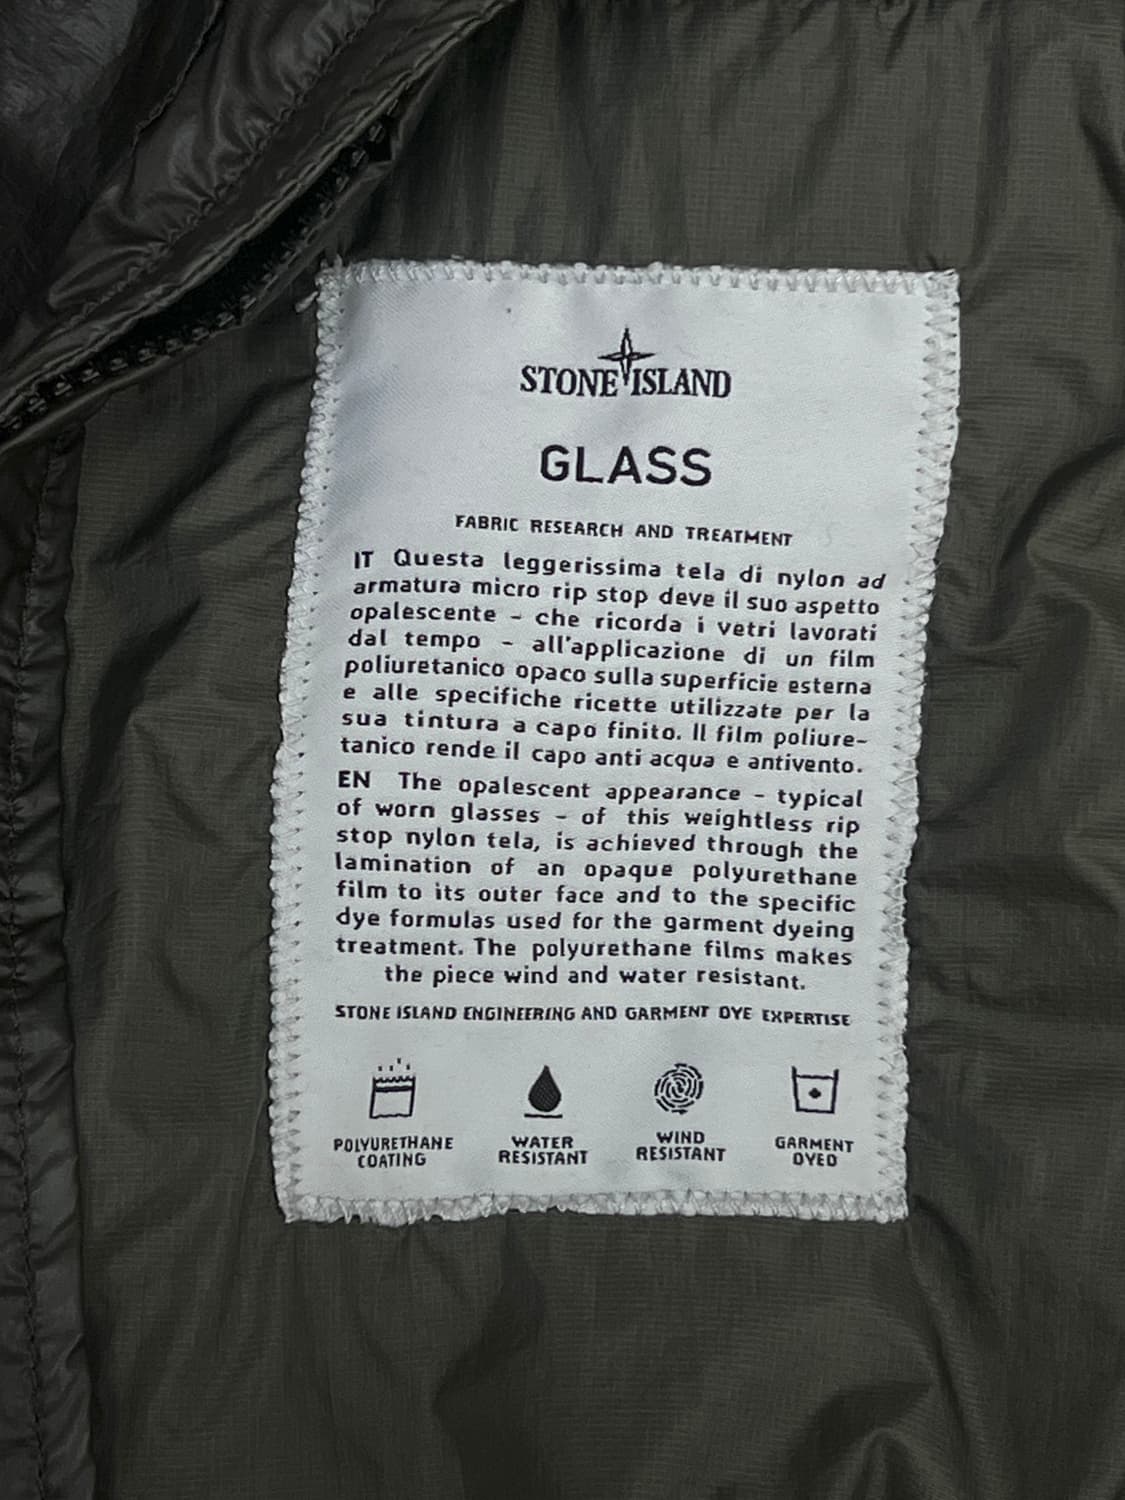 STONE ISLAND
GLASS
FABRIC RESEARCH AND TREATMENT
IT Questa leggerissima tela di nylon ad
armatura micro rip stop deve il suo aspetto
opalescente - che ricorda i vetri lavorati
dal tempo - all'applicazione di un film
poliuretanico opaco sulla superficie esterna
e alle specifiche ricette utilizzate per la
sua tintura a capo finito. Il film poliure-
tanico rende il capo anti acqua e antivento.
EN The opalescent appearance - typical
of worn glasses - of this weightless rip
stop nylon tela, is achieved through the
lamination of an opaque polyurethane
film to its outer face and to the specific
dye formulas used for the garment dyeing
treatment. The polyurethane films makes
the piece wind and water resistant.
STONE ISLAND ENGINEERING AND GARMENT DYE EXPERTISE
POLYURETHANE COATING
WATER RESISTANT
WIND RESISTANT
GARMENT DYED